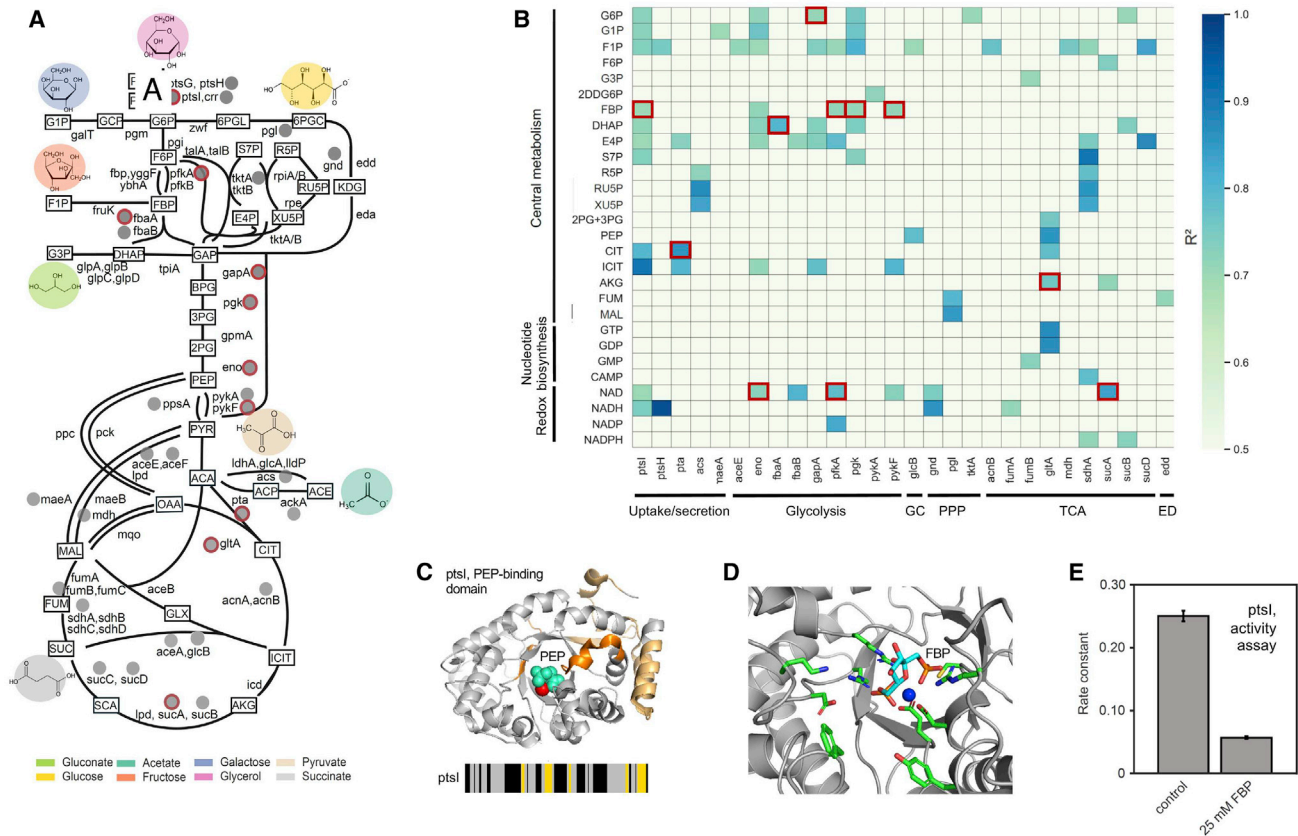 A
CH₂OH
OH
ptsG, ptsH
ptsI,crr
A
G1P
GCP
G6P
6PGL
6PGC
galT
pgm
zwf
pgl
pgi
talA,talB
F6P
S7P
R5P
gnd
edd
fbp,yggF
ybhA
pfkA
pfkB
tktA
tktB
rpiA/B
RU5P
KDG
rpe
F1P
FBP
E4P
XU5P
eda
fruK
fbaA
fbaB
tktA/B
G3P
DHAP
GAP
glpA,glpB
glpC,glpD
tpiA
gapA
BPG
pgk
3PG
gpmA
2PG
eno
PEP
ppsA
pykA
pykF
ppc
pck
PYR
H₃C
OH
aceE,aceF
lpd
ldhA,glcA,lldP
acs
ACA
ACP
ACE
H₃C
maeA
maeB
mdh
mqo
OAA
pta
ackA
gltA
MAL
CIT
fumA
fumB,fumC
aceB
acnA,acnB
FUM
GLX
sdhA,sdhB
sdhC,sdhD
SUC
aceA,glcB
ICIT
sucC, sucD
icd
SCA
lpd, sucA, sucB
AKG
Gluconate
Acetate
Galactose
Pyruvate
Glucose
Fructose
Glycerol
Succinate
B
Central metabolism
Nucleotide biosynthesis
Redox
G6P
G1P
F1P
F6P
G3P
2DDG6P
FBP
DHAP
E4P
S7P
R5P
RU5P
XU5P
2PG+3PG
PEP
CIT
ICIT
AKG
FUM
MAL
GTP
GDP
GMP
CAMP
NAD
NADH
NADP
NADPH
ptsI
ptsH
pta
acs
maeA
aceE
eno
fbaA
fbaB
gapA
pfkA
pgk
pykA
pykF
glcB
gnd
pgl
tktA
acnB
fumA
fumB
gltA
mdh
sdhA
sucA
sucB
sucD
edd
Uptake/secretion
Glycolysis
GC
PPP
TCA
ED
1.0
0.9
0.8
0.7
0.6
0.5
R²
C
ptsI, PEP-binding
domain
PEP
ptsI
D
FBP
E
0.30
0.20
0.10
0
Rate constant
ptsI,
activity
assay
control
25 mM FBP